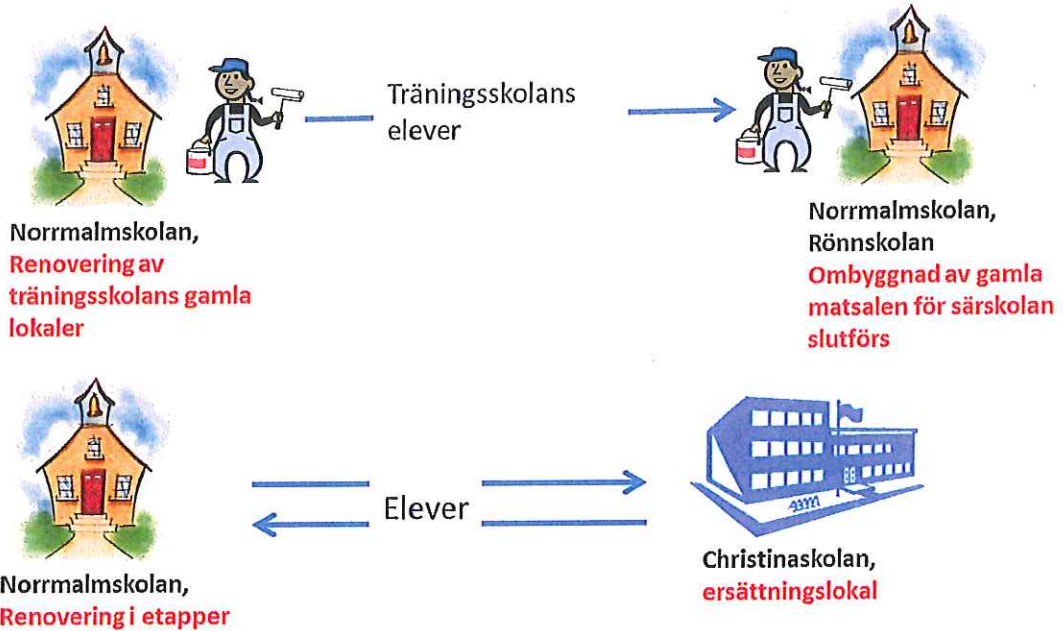 Träningsskolans
elever
Norrmalmskolan,
Renovering av
träningsskolans gamla
lokaler
Norrmalmskolan,
Rönnskolan
Ombyggnad av gamla
matsalen för särskolan
slutförs
Elever
Norrmalmskolan,
Renovering i etapper
Christinaskolan,
ersättningslokal